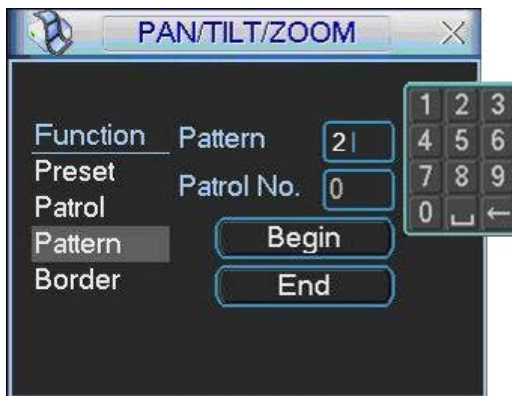 PAN/TILT/ZOOM
Function
Preset
Patrol
Pattern
Border
Pattern 2
Patrol No. 0
Begin
End
1 2 3
4 5 6
7 8 9
0